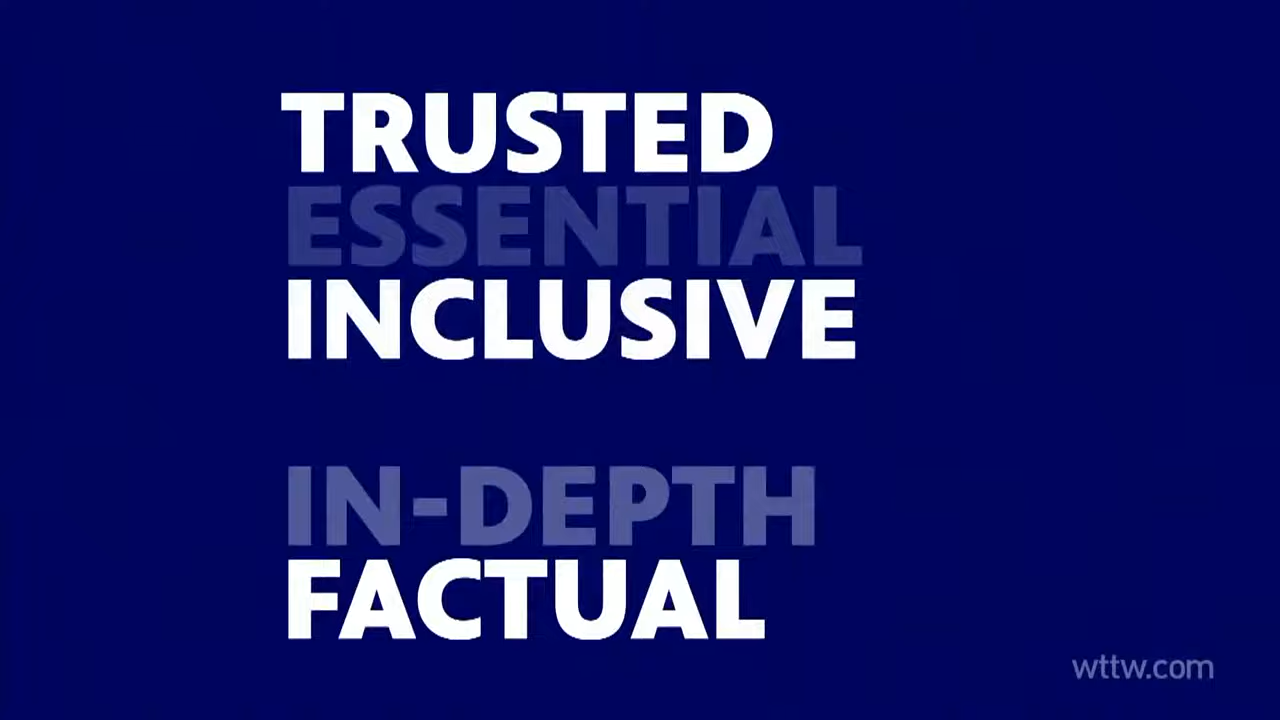 TRUSTED
ESSENTIAL
INCLUSIVE
IN-DEPTH
FACTUAL
wttw.com